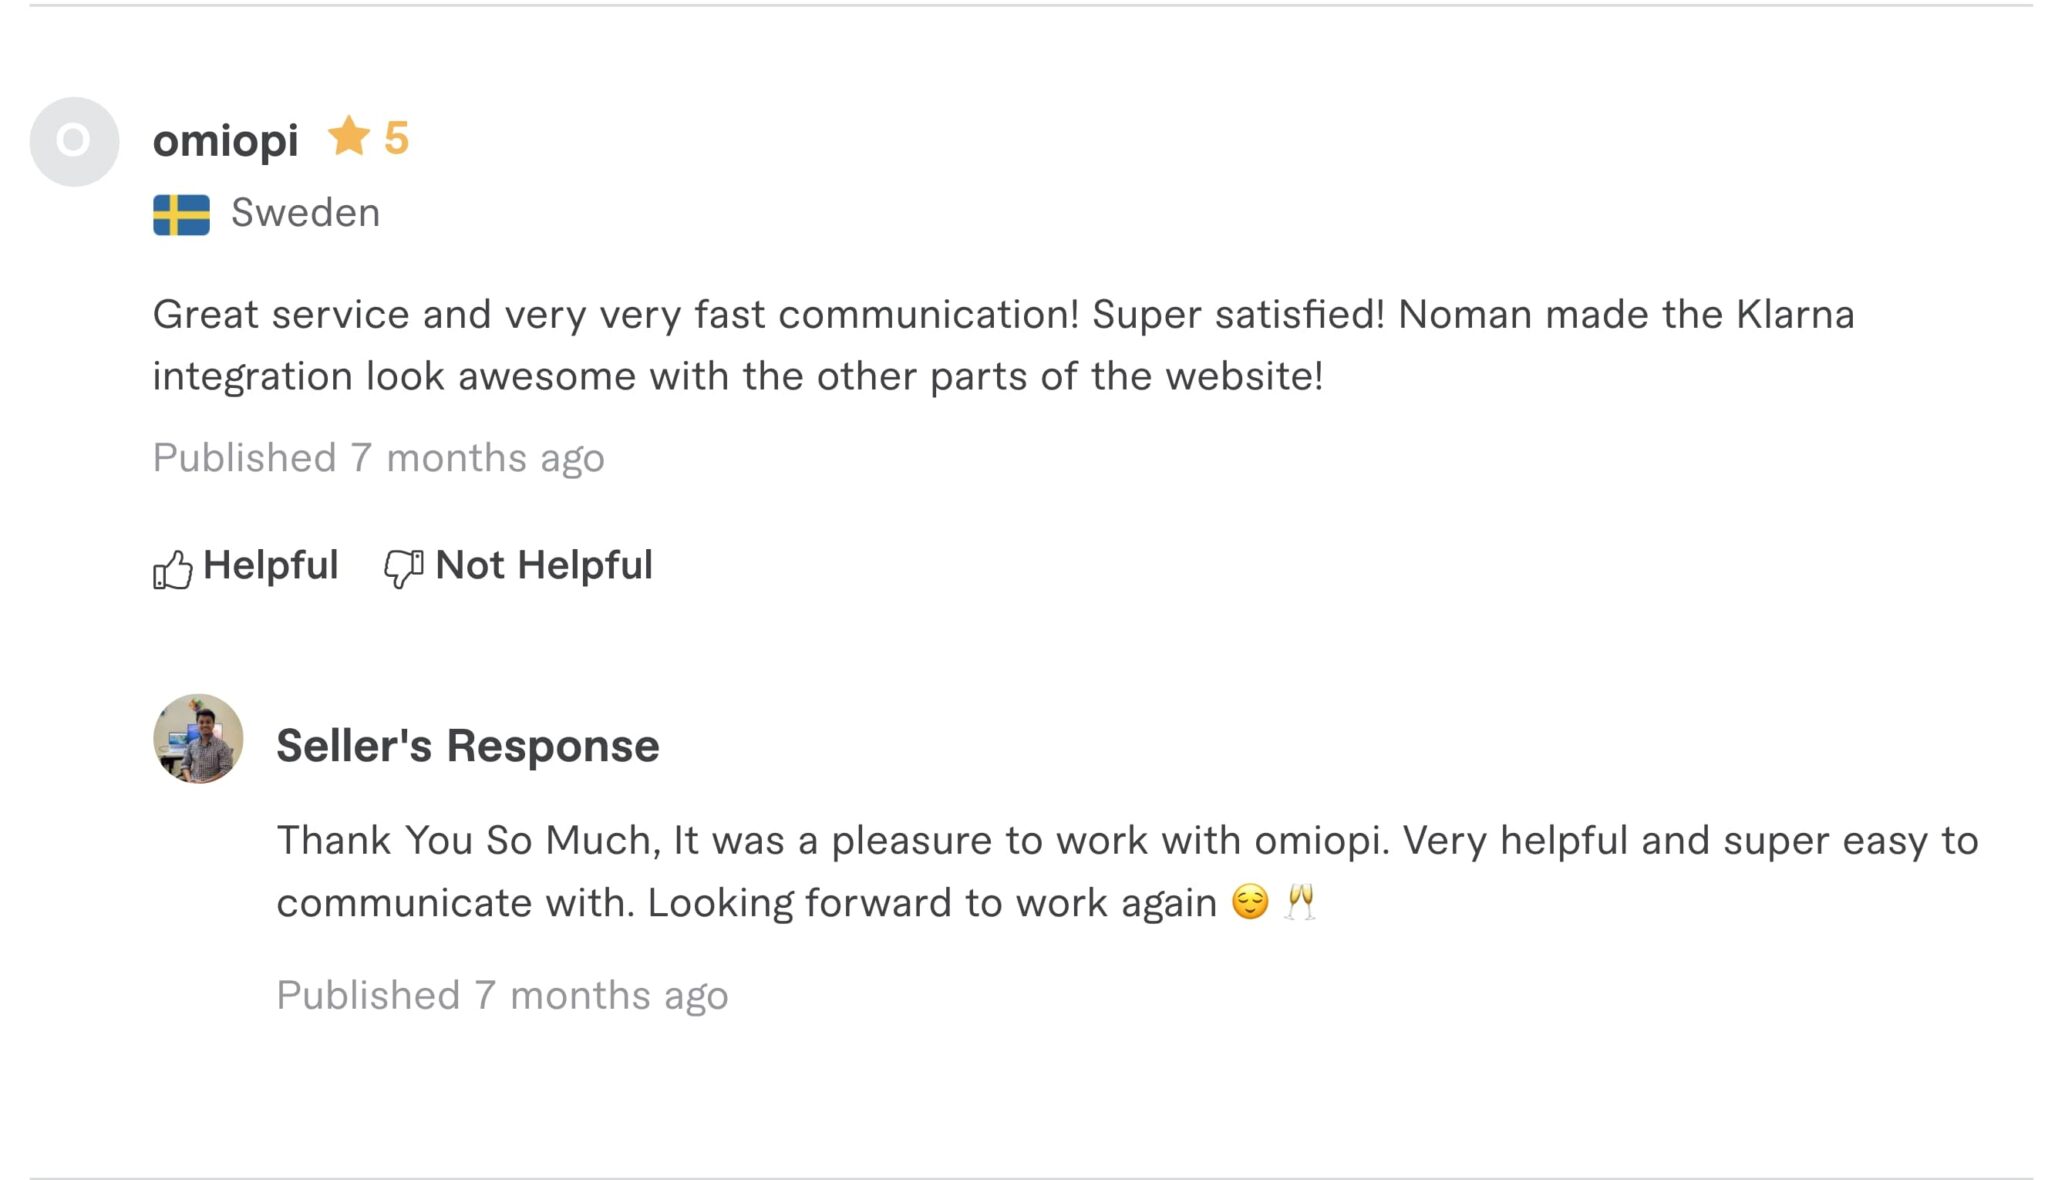 O
omiopi ★ 5
Sweden
Great service and very very fast communication! Super satisfied! Noman made the Klarna
integration look awesome with the other parts of the website!
Published 7 months ago
Helpful Not Helpful
Seller's Response
Thank You So Much, It was a pleasure to work with omiopi. Very helpful and super easy to
communicate with. Looking forward to work again 😌 🥂
Published 7 months ago